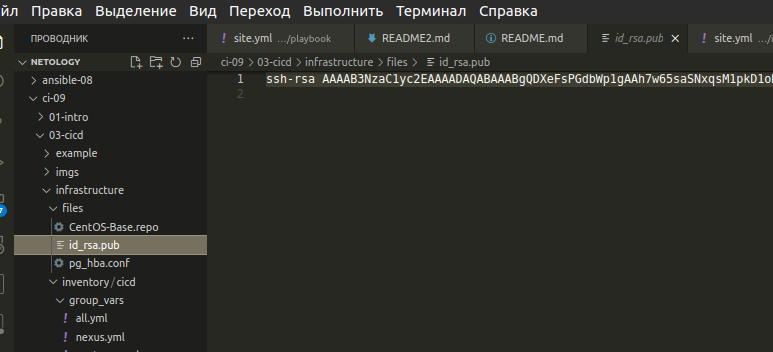 йл Правка Выделение Вид Переход Выполнить Терминал Справка
ПРОВОДНИК ...
site.yml .../playbook
README2.md
README.md
id_rsa.pub
site.yml
NETOLOGY
ci-09 > 03-cicd > infrastructure > files > id_rsa.pub
1 ssh-rsa AAAAB3NzaC1yc2EAAAADAQABAAABgQDXeFsPGdbWp1gAAh7w65saSNxqsM1pkD1o
2
ansible-08
ci-09
01-intro
03-cicd
example
imgs
infrastructure
files
CentOS-Base.repo
id_rsa.pub
pg_hba.conf
inventory/cicd
group_vars
all.yml
nexus.yml